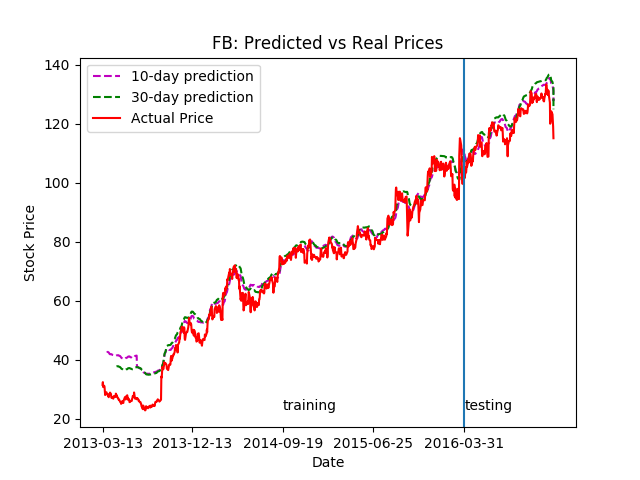 FB: Predicted vs Real Prices
10-day prediction
30-day prediction
Actual Price
Stock Price
140
120
100
80
60
40
20
training
testing
2013-03-13
2013-12-13
2014-09-19
2015-06-25
2016-03-31
Date